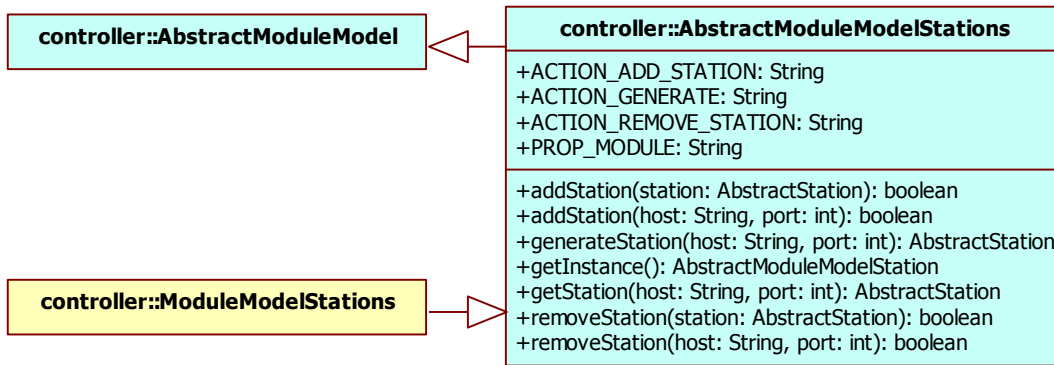 controller::AbstractModuleModel
controller::AbstractModuleModelStations
+ACTION_ADD_STATION: String
+ACTION_GENERATE: String
+ACTION_REMOVE_STATION: String
+PROP_MODULE: String
+addStation(station: AbstractStation): boolean
+addStation(host: String, port: int): boolean
+generateStation(host: String, port: int): AbstractStation
+getInstance(): AbstractModuleModelStation
+getStation(host: String, port: int): AbstractStation
+removeStation(station: AbstractStation): boolean
+removeStation(host: String, port: int): boolean
controller::ModuleModelStations